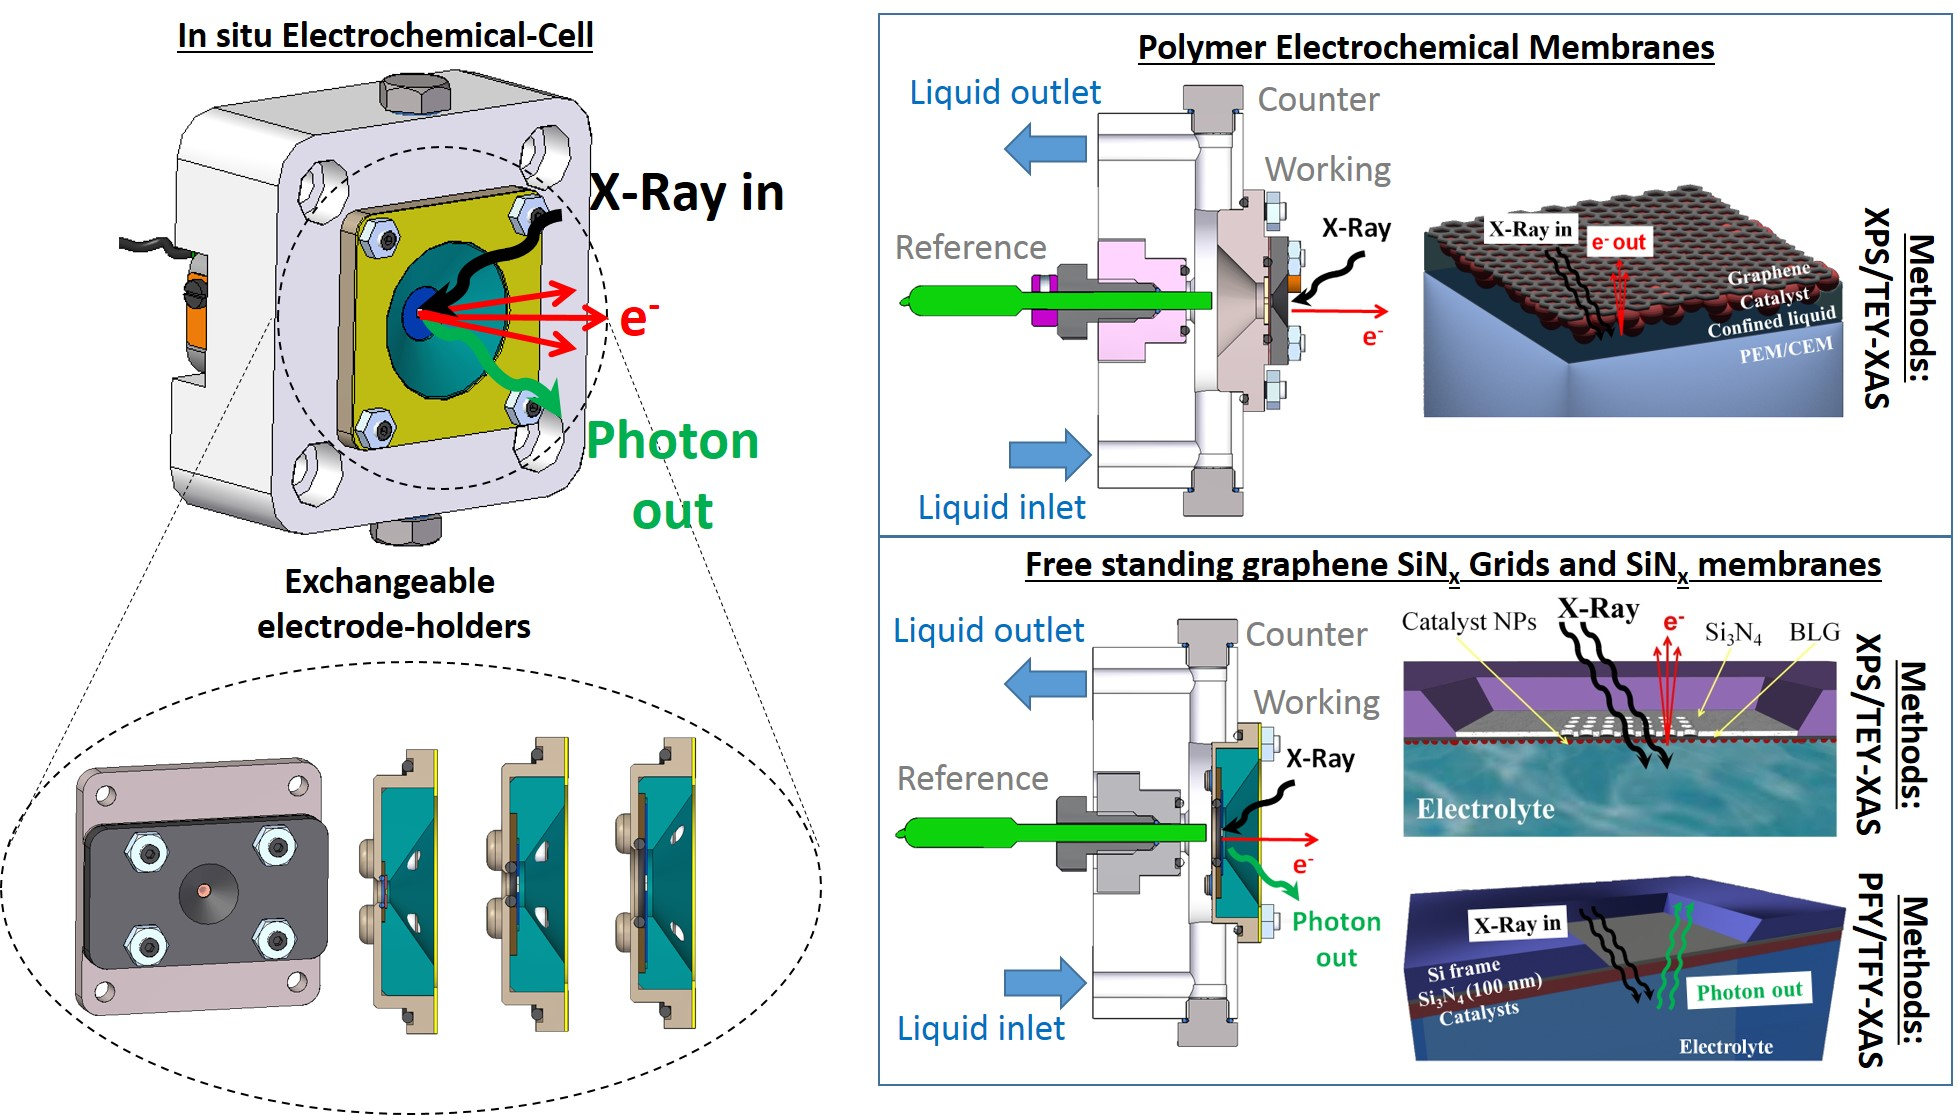 In situ Electrochemical-Cell
X-Ray in
e-
Photon
out
Exchangeable
electrode-holders
Polymer Electrochemical Membranes
Liquid outlet
Counter
Working
Reference
X-Ray
e-
Liquid inlet
X-Ray in
e- out
Graphene
Catalyst
Confined liquid
PEM/CEM
Methods:
XPS/TEY-XAS
Free standing graphene SiNx Grids and SiNx membranes
Liquid outlet
Counter
Working
Reference
X-Ray
e-
Photon
out
Liquid inlet
Catalyst NPs
X-Ray
e-
Si3N4
BLG
Electrolyte
Methods:
XPS/TEY-XAS
X-Ray in
Si frame
Si3N4 (100 nm)
Catalysts
Photon out
Electrolyte
Methods:
PFY/TFY-XAS